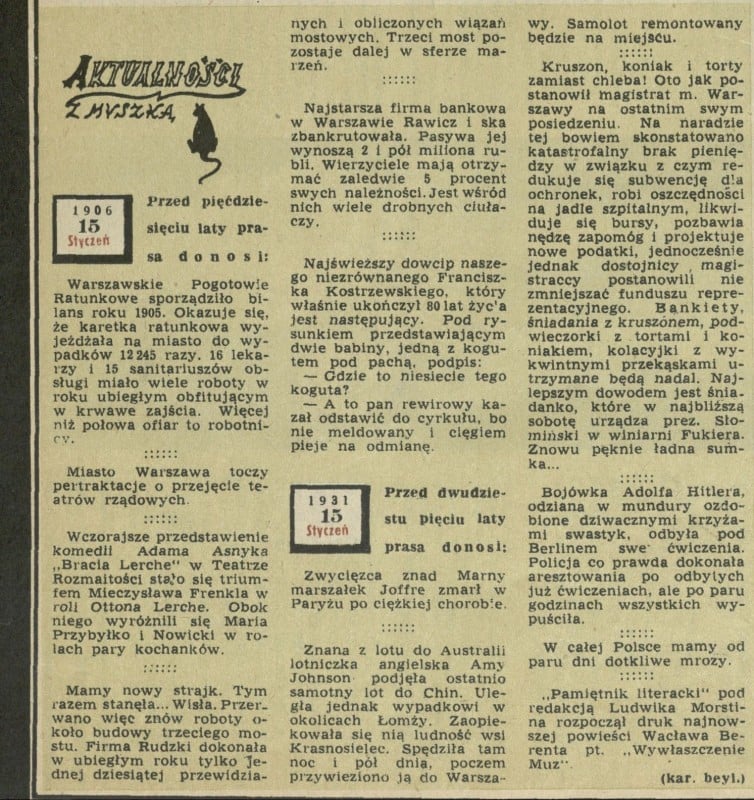 AKTUALNOŚCI
Z MYSZKĄ
1906
15
Styczeń
Przed pięćdzie-
sięciu laty pra-
sa donosi:
Warszawskie Pogotowie
Ratunkowe sporządziło bi-
lans roku 1905. Okazuje się,
że karetka ratunkowa wy-
jeżdżała na miasto do wy-
padków 12 245 razy. 16 leka-
rzy i 15 sanitariuszów ob-
sługi miało wiele roboty w
roku ubiegłym obfitującym
w krwawe zajścia. Więcej
niż połowa ofiar to robotni-
cy.
::::::
Miasto Warszawa toczy
pertraktacje o przejęcie te-
atrów rządowych.
::::::
Wczorajsze przedstawienie
komedii Adama Asnyka
„Bracia Lerche" w Teatrze
Rozmaitości stało się trium-
fem Mieczysława Frenkla w
roli Ottona Lerche. Obok
niego wyróżnili się Maria
Przybyłko i Nowicki w ro-
lach pary kochanków.
::::::
Mamy nowy strajk. Tym
razem stanęła... Wisła. Przer-
wano więc znów roboty o-
koło budowy trzeciego mo-
stu. Firma Rudzki dokonała
w ubiegłym roku tylko je-
dnej dziesiątej przewidzia-
nych i obliczonych wiązań
mostowych. Trzeci most po-
zostaje dalej w sferze ma-
rzeń.
::::::
Najstarsza firma bankowa
w Warszawie Rawicz i ska
zbankrutowała. Pasywa jej
wynoszą 2 i pół miliona ru-
bli. Wierzyciele mają otrzy-
mać zaledwie 5 procent
swych należności. Jest wśród
nich wiele drobnych ciuła-
czy.
::::::
Najświeższy dowcip nasze-
go niezrównanego Francisz-
ka Kostrzewskiego, który
właśnie ukończył 80 lat życia
jest następujący. Pod ry-
sunkiem przedstawiającym
dwie babiny, jedną z kogu-
tem pod pachą, podpis:
— Gdzie to niesiecie tego
koguta?
— A to pan rewirowy ka-
zał odstawić do cyrkułu, bo
nie meldowany i cięgiem
pieje na odmianę.
1931
15
Styczeń
Przed dwudzie-
stu pięciu laty
prasa donosi:
Zwycięzca znad Marny
marszałek Joffre zmarł w
Paryżu po ciężkiej chorobie.
::::::
Znana z lotu do Australii
lotniczka angielska Amy
Johnson podjęła ostatnio
samotny lot do Chin. Ule-
gła jednak wypadkowi w
okolicach Łomży. Zaopie-
kowała się nią ludność wsi
Krasnosielec. Spędziła tam
noc i pół dnia, poczem
przywieziono ją do Warsza-
wy. Samolot remontowany
będzie na miejscu.
::::::
Kruszon, koniak i torty
zamiast chleba! Oto jak po-
stanowił magistrat m. War-
szawy na ostatnim swym
posiedzeniu. Na naradzie
tej bowiem skonstatowano
katastrofalny brak pienię-
dzy w związku z czym re-
dukuje się subwencję dla
ochronek, robi oszczędności
na jadle szpitalnym, likwi-
duje się bursy, pozbawia
nędzę zapomóg i projektuje
nowe podatki, jednocześnie
jednak dostojnicy magi-
straccy postanowili nie
zmniejszać funduszu repre-
zentacyjnego. Bankiety,
śniadania z kruszonem, pod-
wieczorki z tortami i ko-
niakiem, kolacyjki z wy-
kwintnymi przekąskami u-
trzymane będą nadal. Naj-
lepszym dowodem jest śnia-
danko, które w najbliższą
sobotę urządza prez. Sło-
miński w winiarni Fukiera.
Znowu pęknie ładna sum-
ka...
::::::
Bojówka Adolfa Hitlera,
odziana w mundury ozdo-
bione dziwacznymi krzyża-
mi swastyk, odbyła pod
Berlinem swe ćwiczenia.
Policja co prawda dokonała
aresztowania po odbytych
już ćwiczeniach, ale po paru
godzinach wszystkich wy-
puściła.
::::::
W całej Polsce mamy od
paru dni dotkliwe mrozy.
::::::
„Pamiętnik literacki" pod
redakcją Ludwika Morsti-
na rozpoczął druk najnow-
szej powieści Wacława Be-
renta pt. „Wywłaszczenie
Muz".
(kar. beyl.)